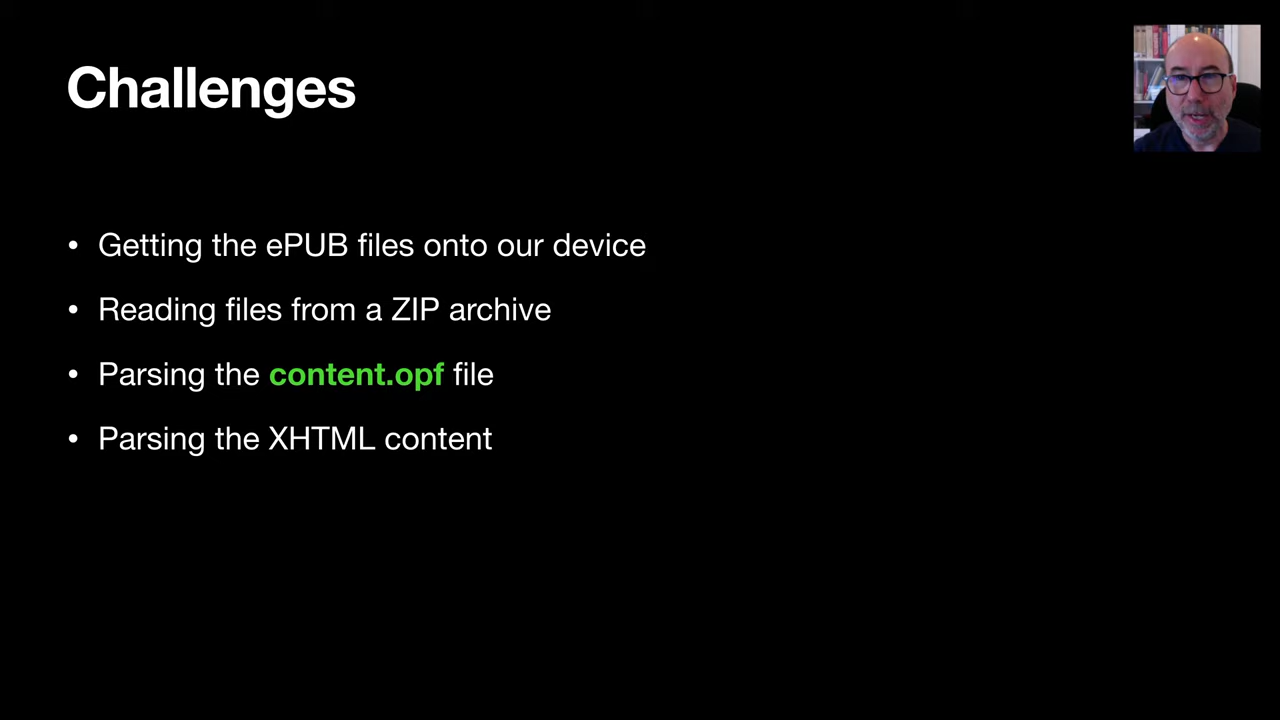 Challenges
• Getting the ePUB files onto our device
• Reading files from a ZIP archive
• Parsing the content.opf file
• Parsing the XHTML content